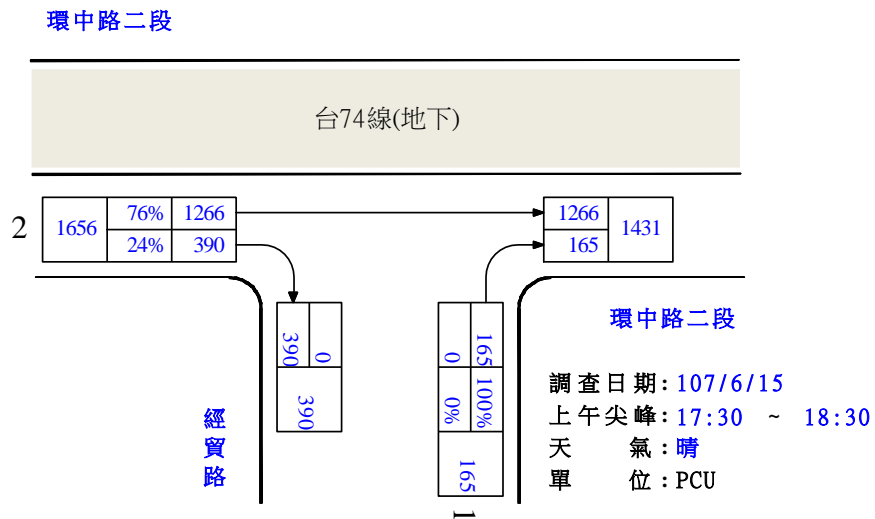 環中路二段
台74線(地下)
2
1656
76% 1266
24% 390
1266
165
1431
390 0
390
0 165
0% 100%
165
1
經貿路
環中路二段
調查日期:107/6/15
上午尖峰:17:30 ~ 18:30
天 氣:晴
單 位:PCU